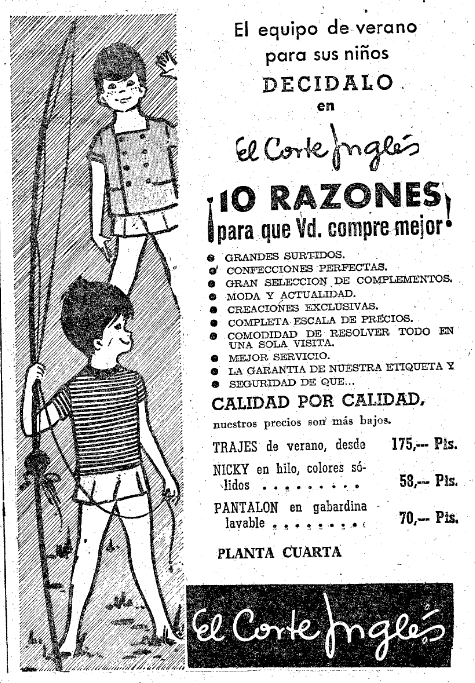 El equipo de verano
para sus niños
DECIDALO
en
El Corte Inglés
¡10 RAZONES
para que Vd. compre mejor!
GRANDES SURTIDOS.
CONFECCIONES PERFECTAS.
GRAN SELECCION DE COMPLEMENTOS.
MODA Y ACTUALIDAD.
CREACIONES EXCLUSIVAS.
COMPLETA ESCALA DE PRECIOS.
COMODIDAD DE RESOLVER TODO EN
UNA SOLA VISITA.
MEJOR SERVICIO.
LA GARANTIA DE NUESTRA ETIQUETA Y
SEGURIDAD DE QUE...
CALIDAD POR CALIDAD,
nuestros precios son más bajos.
TRAJES de verano, desde 175,-- Pts.
NICKY en hilo, colores só-
lidos . . . . . . . . . 58,-- Pts.
PANTALON en gabardina
lavable . . . . . . . . 70,-- Pts.
PLANTA CUARTA
El Corte Inglés